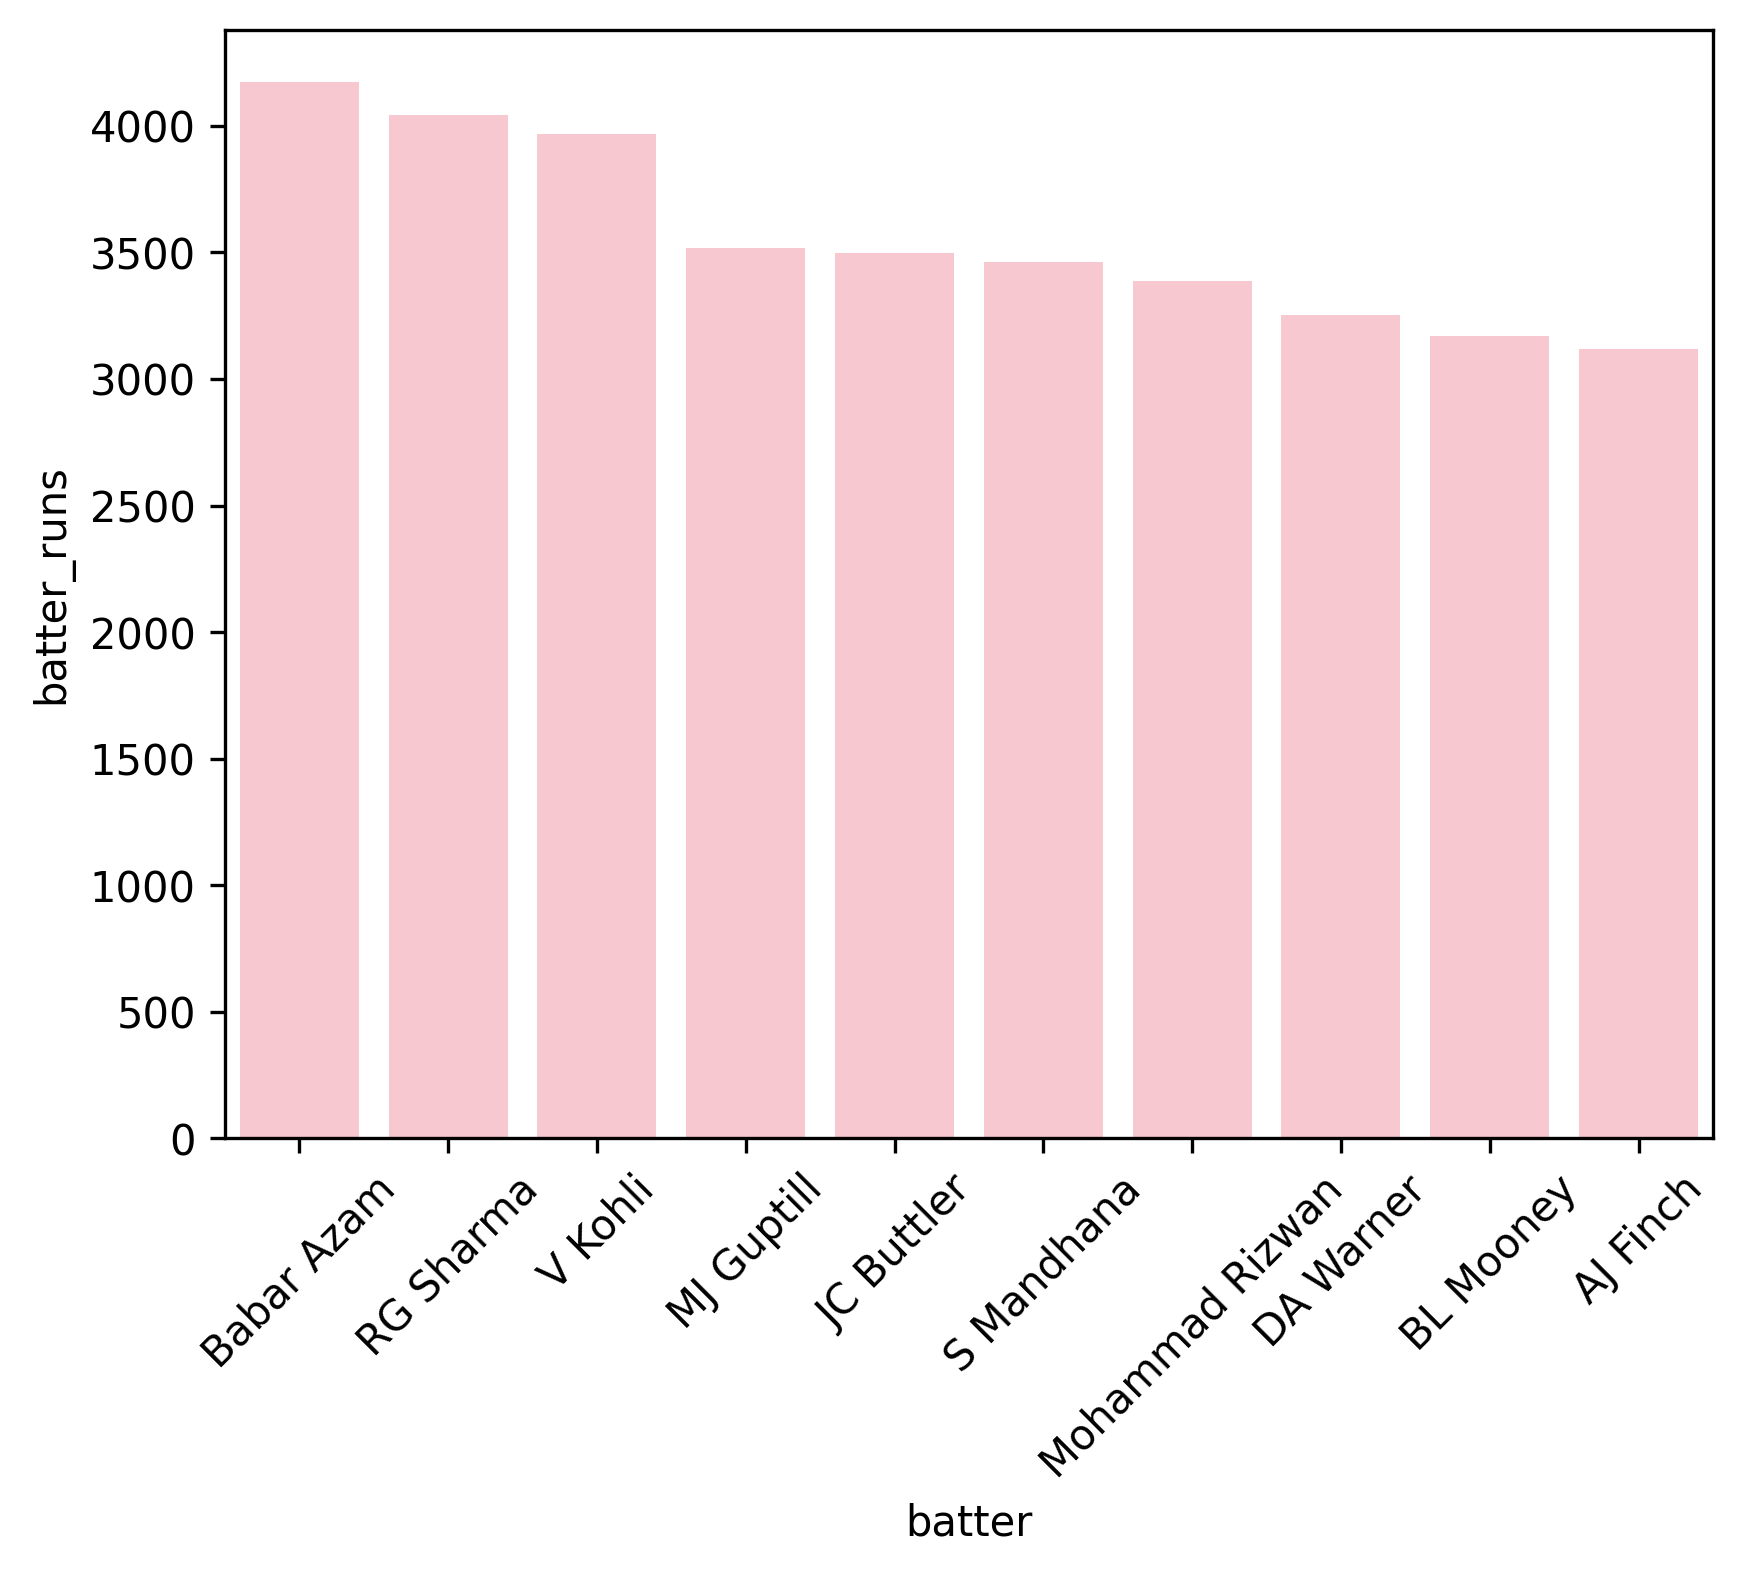 4000
3500
3000
2500
2000
1500
1000
500
0
batter_runs
Babar Azam
RG Sharma
V Kohli
MJ Guptill
JC Buttler
S Mandhana
Mohammad Rizwan
DA Warner
BL Mooney
AJ Finch
batter